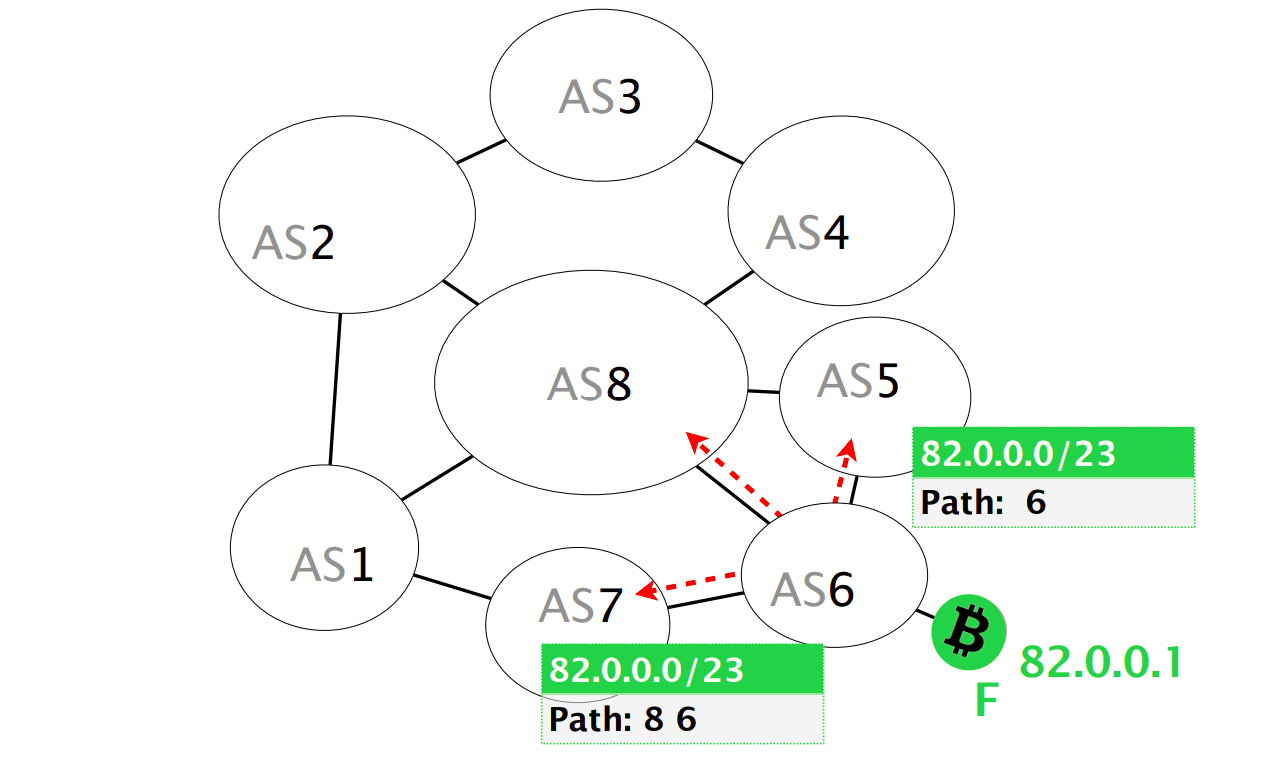 AS3
AS2
AS4
AS8
AS5
82.0.0.0/23
Path: 6
AS1
AS7
AS6
82.0.0.1
F
82.0.0.0/23
Path: 8 6